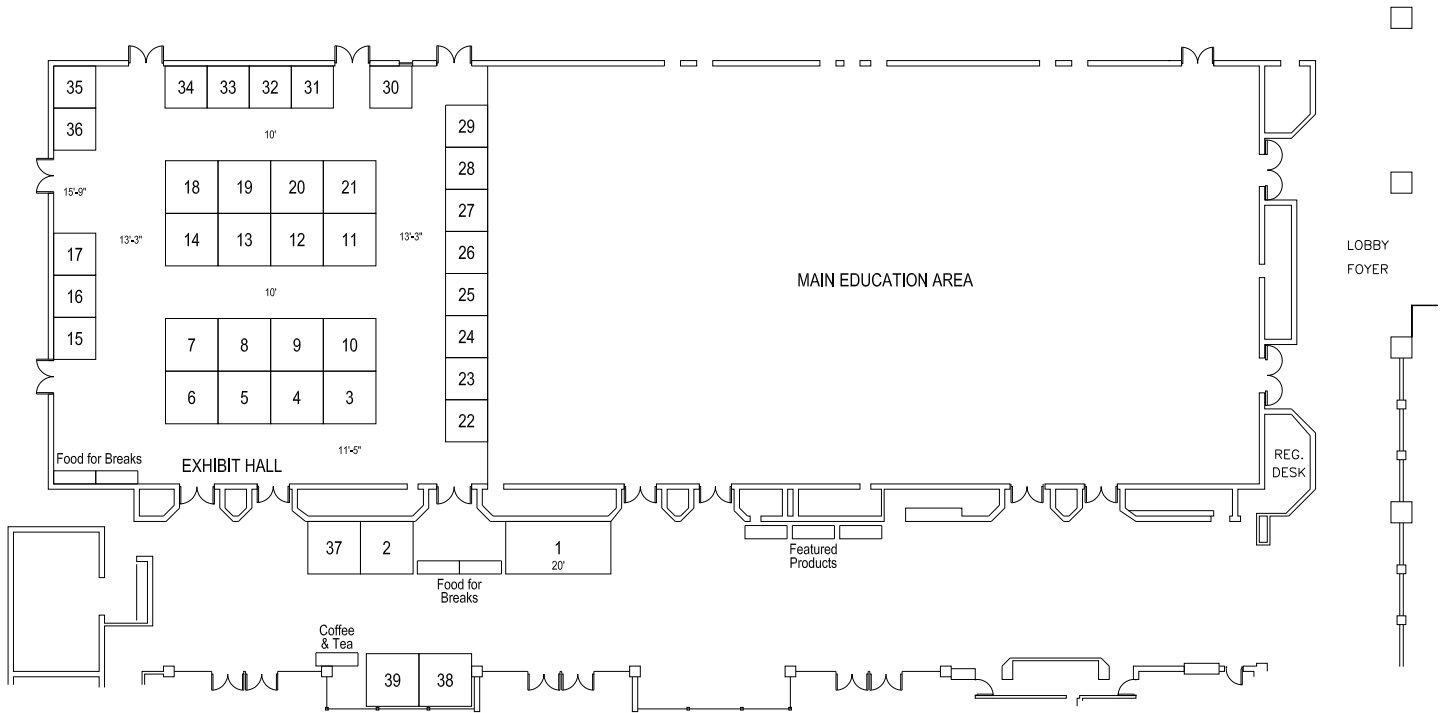 35
34 33 32 31
30
36
29
10'
28
18 19 20 21
15'-9"
27
13'-3"
14 13 12 11
13'-3"
17
26
LOBBY
FOYER
MAIN EDUCATION AREA
16
10'
25
15
7 8 9 10
24
23
6 5 4 3
22
11'-5"
Food for Breaks
EXHIBIT HALL
REG.
DESK
37 2
1
20'
Featured
Products
Food for
Breaks
Coffee
& Tea
39 38